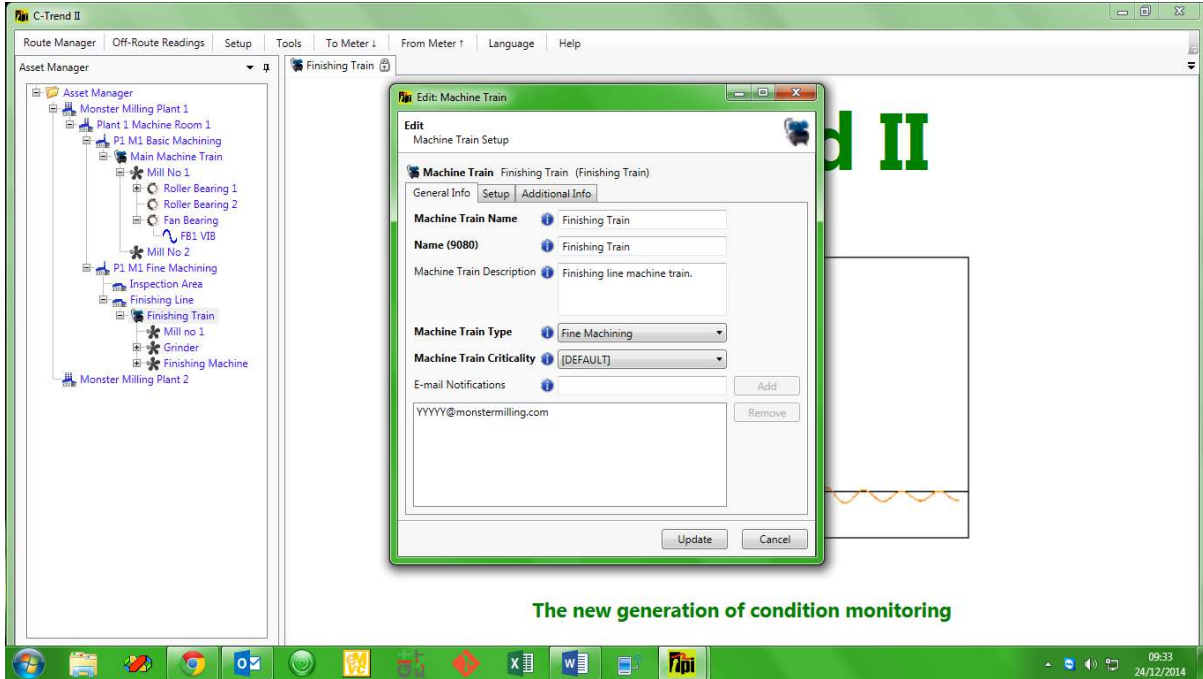 C-Trend II
Route Manager Off-Route Readings Setup Tools To Meter ↓ From Meter ↑ Language Help
Asset Manager
Finishing Train
Asset Manager
Monster Milling Plant 1
Plant 1 Machine Room 1
P1 M1 Basic Machining
Main Machine Train
Mill No 1
Roller Bearing 1
Roller Bearing 2
Fan Bearing
FB1 VIB
Mill No 2
P1 M1 Fine Machining
Inspection Area
Finishing Line
Finishing Train
Mill no 1
Grinder
Finishing Machine
Monster Milling Plant 2
d II
Edit: Machine Train
Edit
Machine Train Setup
Machine Train Finishing Train (Finishing Train)
General Info Setup Additional Info
Machine Train Name Finishing Train
Name (9080) Finishing Train
Machine Train Description Finishing line machine train.
Machine Train Type Fine Machining
Machine Train Criticality [DEFAULT]
E-mail Notifications Add
YYYYY@monstermilling.com Remove
Update Cancel
The new generation of condition monitoring
09:33
24/12/2014